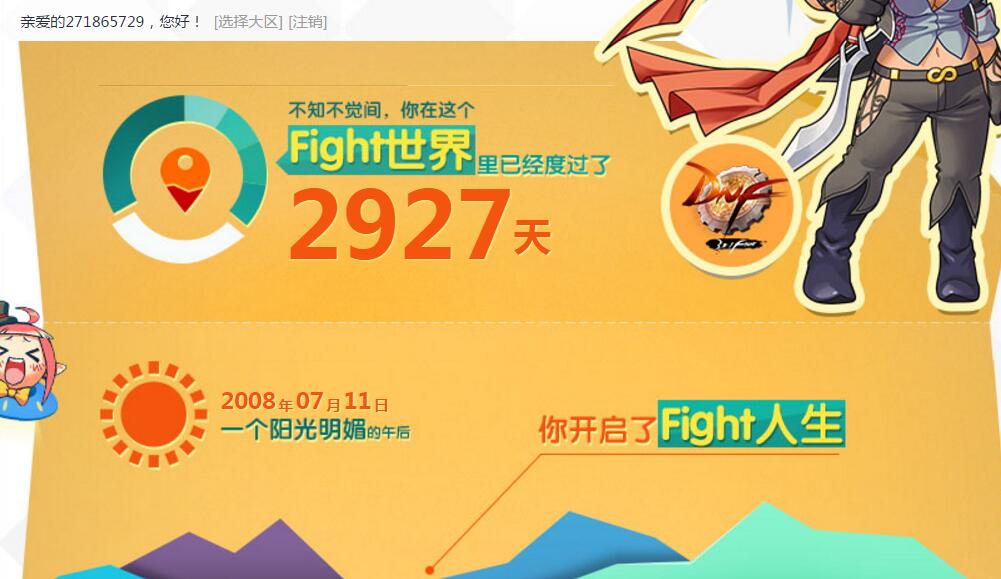 亲爱的271865729，您好！ [选择大区] [注销]
不知不觉间，你在这个
Fight世界里已经度过了
2927天
DNF
2008年07月11日
一个阳光明媚的午后
你开启了Fight人生